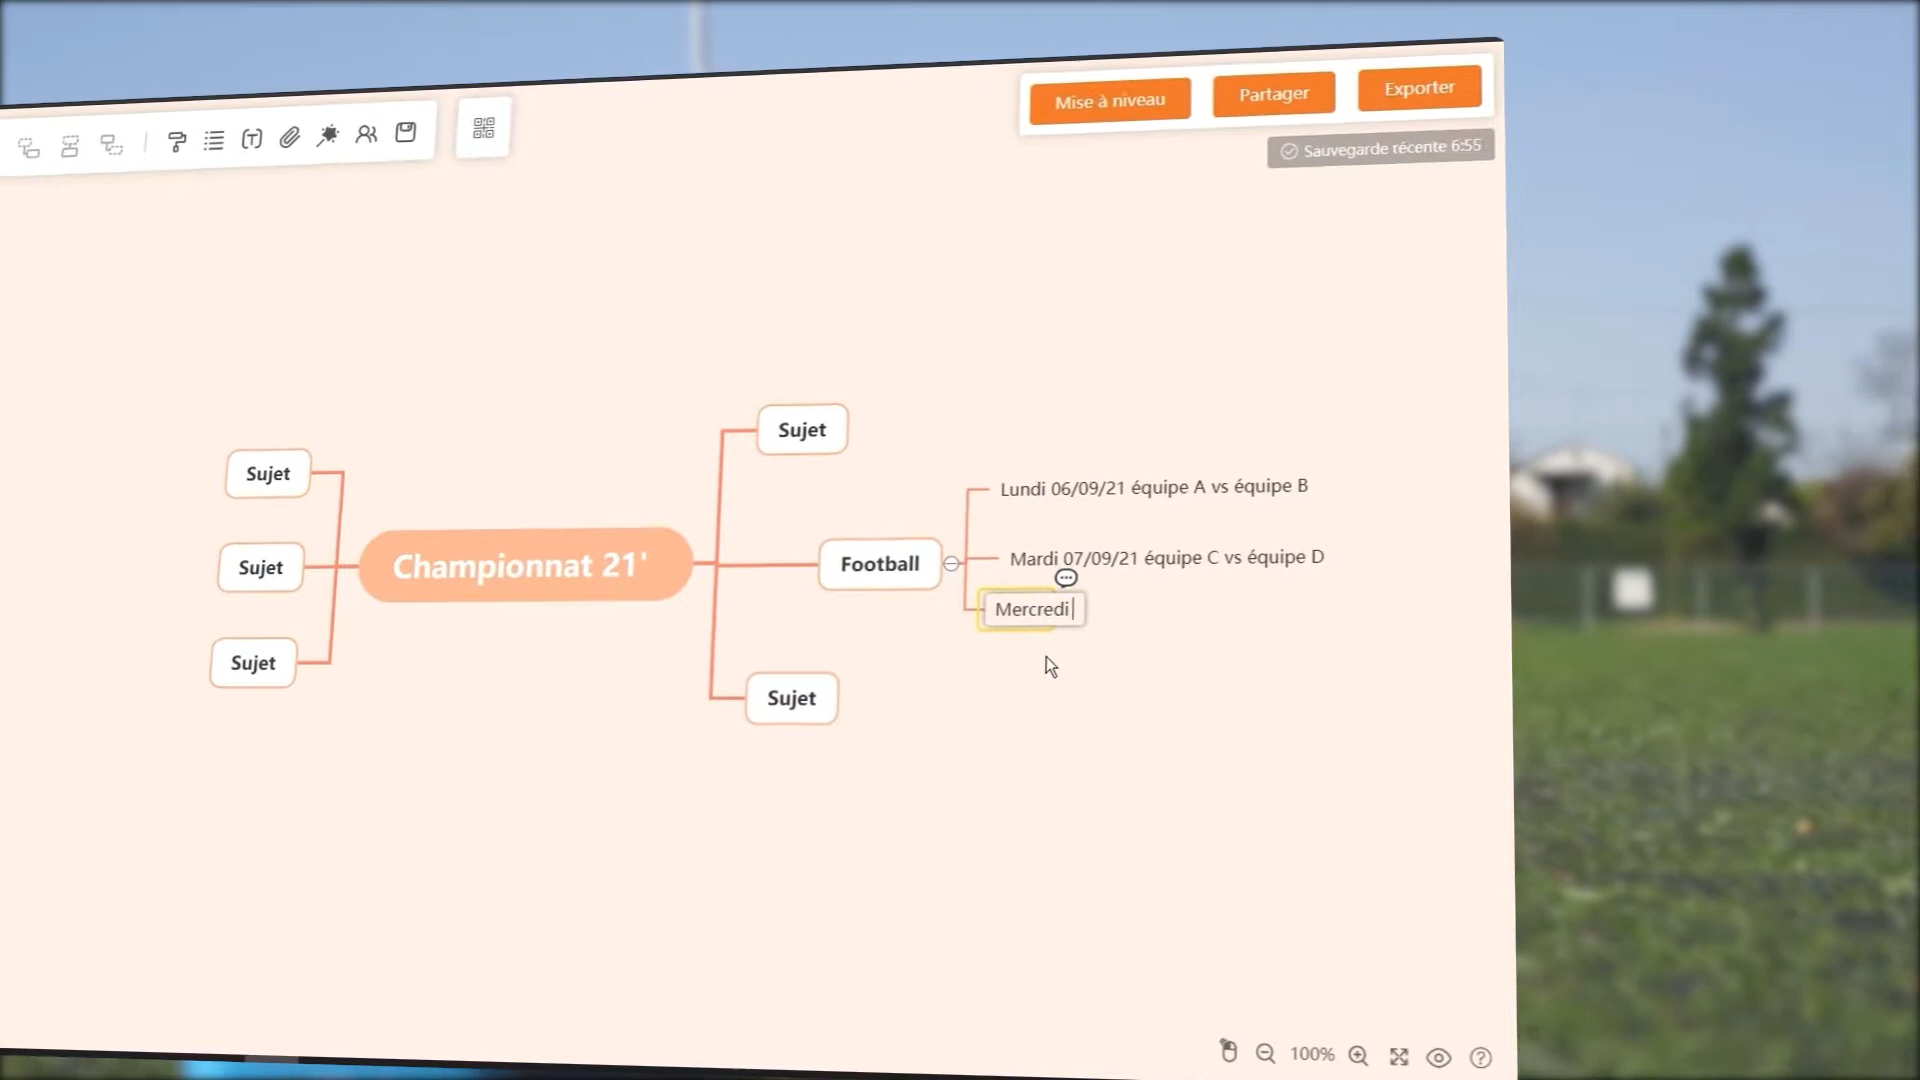 Mise à niveau
Partager
Exporter
Sauvegarde récente 6:55
Sujet
Sujet
Lundi 06/09/21 équipe A vs équipe B
Sujet
Championnat 21'
Football
Mardi 07/09/21 équipe C vs équipe D
Mercredi
Sujet
Sujet
100%